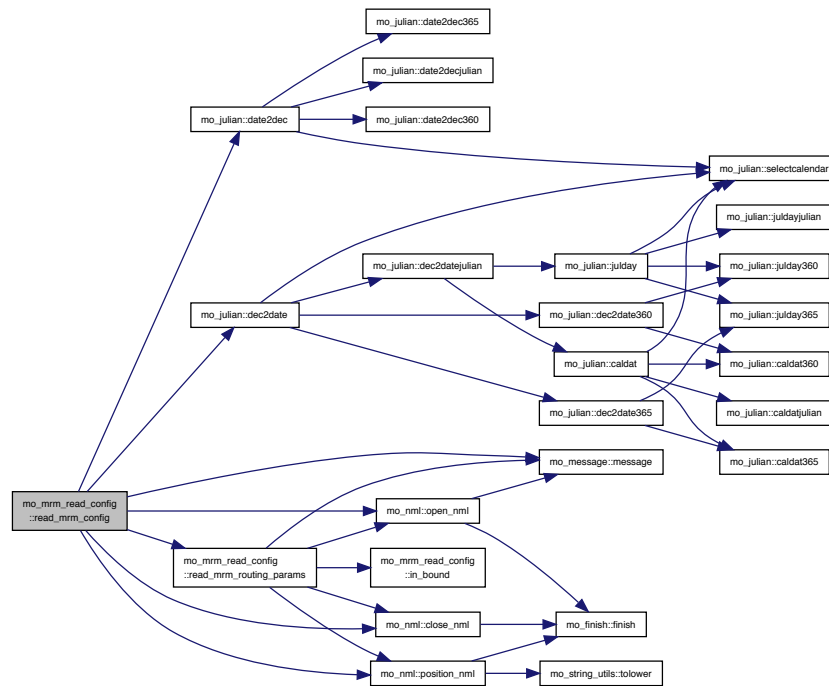 mo_julian::date2dec365
mo_julian::date2decjulian
mo_julian::date2dec
mo_julian::date2dec360
mo_julian::selectcalendar
mo_julian::juldayjulian
mo_julian::dec2datejulian
mo_julian::julday
mo_julian::julday360
mo_julian::dec2date
mo_julian::dec2date360
mo_julian::julday365
mo_julian::caldat
mo_julian::caldat360
mo_julian::dec2date365
mo_julian::caldatjulian
mo_message::message
mo_julian::caldat365
mo_mrm_read_config
::read_mrm_config
mo_nml::open_nml
mo_mrm_read_config
::read_mrm_routing_params
mo_mrm_read_config
::in_bound
mo_nml::close_nml
mo_finish::finish
mo_nml::position_nml
mo_string_utils::tolower